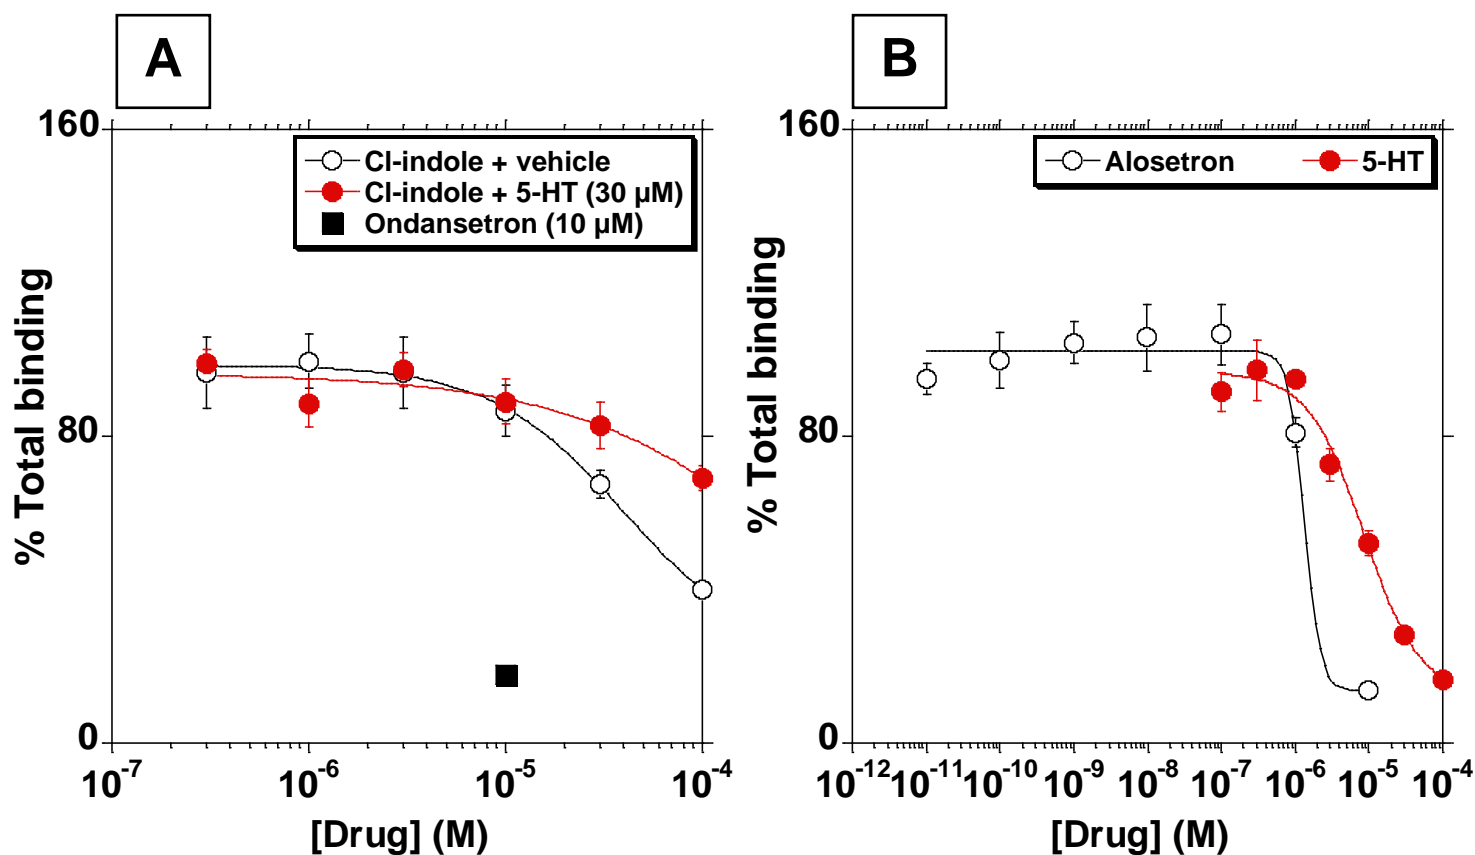 A
160
Cl-indole + vehicle
Cl-indole + 5-HT (30 µM)
Ondansetron (10 µM)
80
0
% Total binding
10-7 10-6 10-5 10-4
[Drug] (M)
B
160
Alosetron 5-HT
80
0
% Total binding
10-12 10-11 10-10 10-9 10-8 10-7 10-6 10-5 10-4
[Drug] (M)